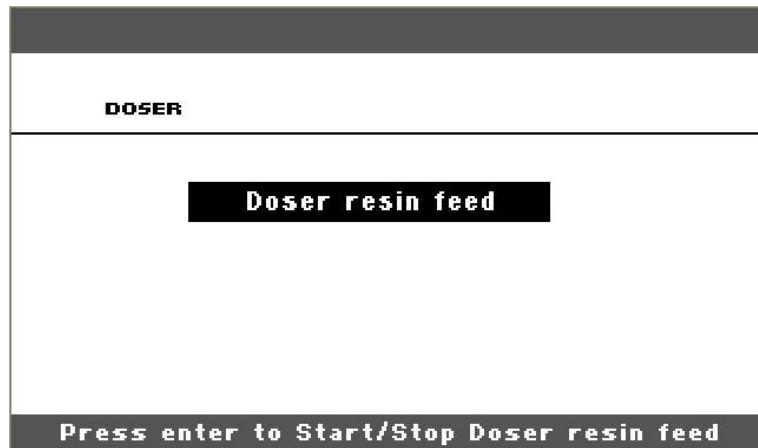 DOSER
Doser resin feed
Press enter to Start/Stop Doser resin feed